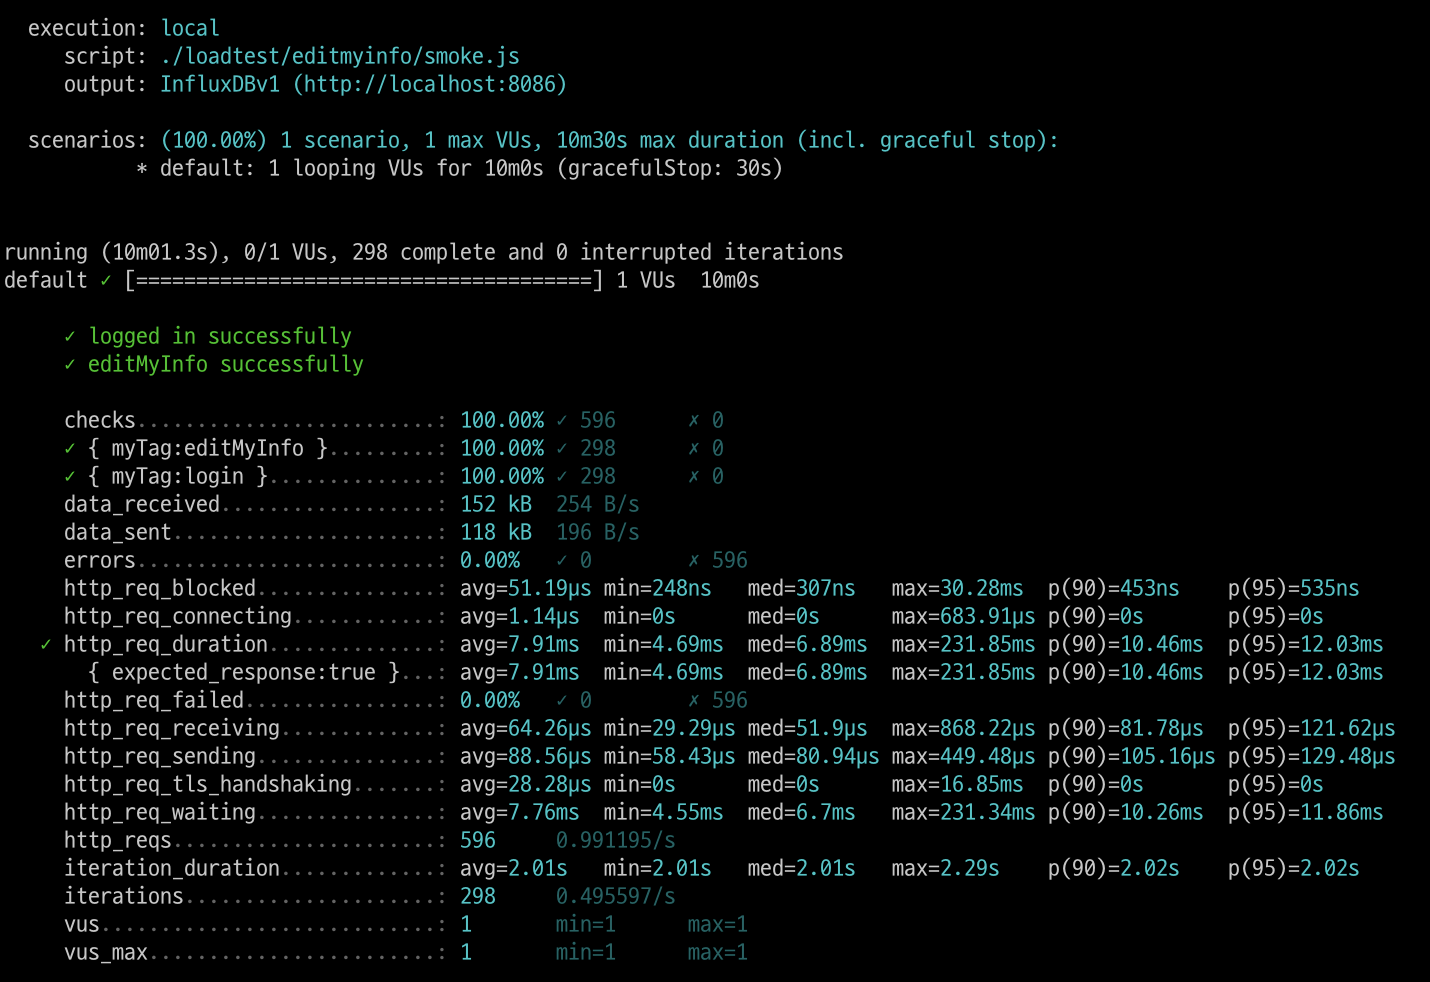 execution: local
script: ./loadtest/editmyinfo/smoke.js
output: InfluxDBv1 (http://localhost:8086)
scenarios: (100.00%) 1 scenario, 1 max VUs, 10m30s max duration (incl. graceful stop):
* default: 1 looping VUs for 10m0s (gracefulStop: 30s)
running (10m01.3s), 0/1 VUs, 298 complete and 0 interrupted iterations
default ✓ [======================================] 1 VUs  10m0s
✓ logged in successfully
✓ editMyInfo successfully
checks.........................: 100.00% ✓ 596      ✗ 0
✓ { myTag:editMyInfo }.........: 100.00% ✓ 298      ✗ 0
✓ { myTag:login }..............: 100.00% ✓ 298      ✗ 0
data_received..................: 152 kB  254 B/s
data_sent......................: 118 kB  196 B/s
errors.........................: 0.00%   ✓ 0        ✗ 596
http_req_blocked...............: avg=51.19µs min=248ns   med=307ns   max=30.28ms  p(90)=453ns    p(95)=535ns
http_req_connecting............: avg=1.14µs  min=0s      med=0s      max=683.91µs p(90)=0s       p(95)=0s
✓ http_req_duration..............: avg=7.91ms  min=4.69ms  med=6.89ms  max=231.85ms p(90)=10.46ms  p(95)=12.03ms
{ expected_response:true }...: avg=7.91ms  min=4.69ms  med=6.89ms  max=231.85ms p(90)=10.46ms  p(95)=12.03ms
http_req_failed................: 0.00%   ✓ 0        ✗ 596
http_req_receiving.............: avg=64.26µs min=29.29µs med=51.9µs  max=868.22µs p(90)=81.78µs  p(95)=121.62µs
http_req_sending...............: avg=88.56µs min=58.43µs med=80.94µs max=449.48µs p(90)=105.16µs p(95)=129.48µs
http_req_tls_handshaking.......: avg=28.28µs min=0s      med=0s      max=16.85ms  p(90)=0s       p(95)=0s
http_req_waiting...............: avg=7.76ms  min=4.55ms  med=6.7ms   max=231.34ms p(90)=10.26ms  p(95)=11.86ms
http_reqs......................: 596     0.991195/s
iteration_duration.............: avg=2.01s   min=2.01s   med=2.01s   max=2.29s    p(90)=2.02s    p(95)=2.02s
iterations.....................: 298     0.495597/s
vus............................: 1       min=1      max=1
vus_max........................: 1       min=1      max=1